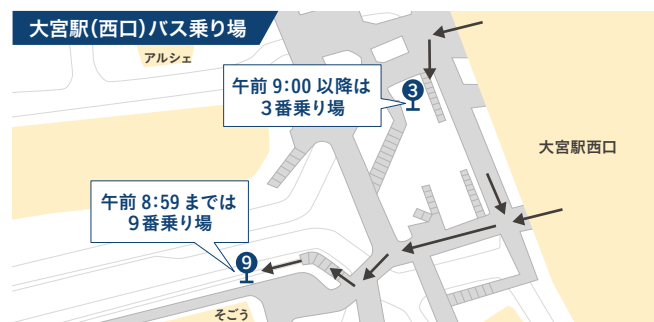 大宮駅(西口)バス乗り場
アルシェ
午前 9:00 以降は
3番乗り場
3
大宮駅西口
午前 8:59 までは
9番乗り場
9
そごう